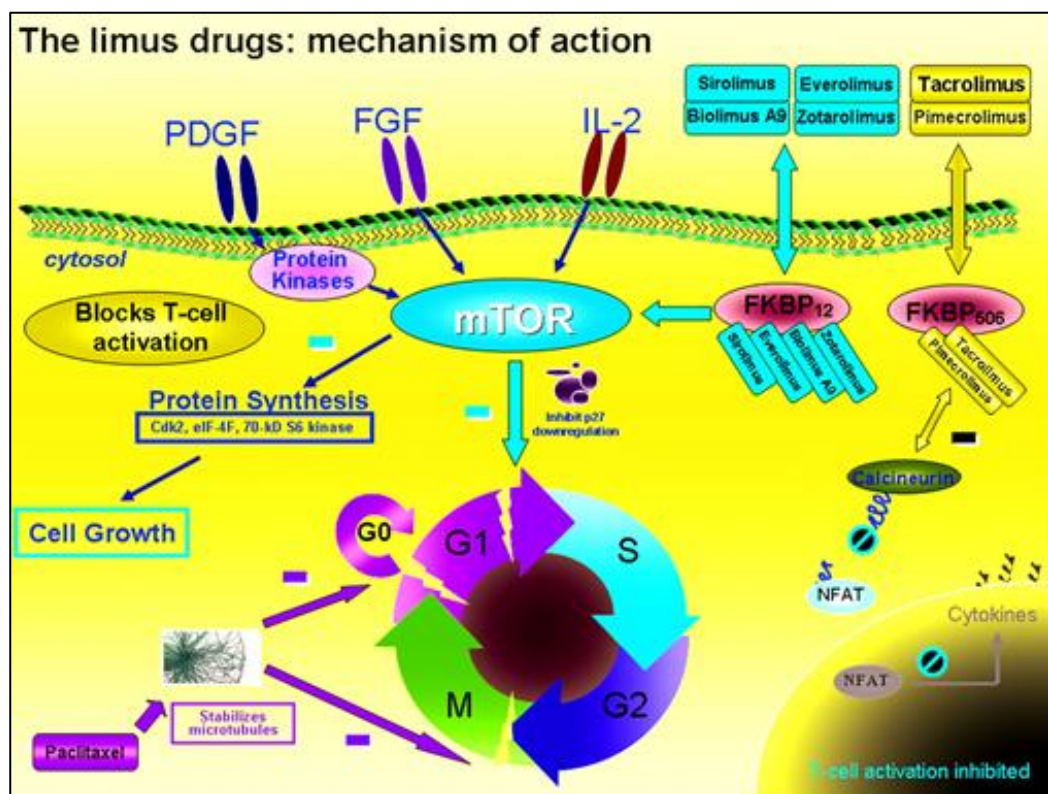 The limus drugs: mechanism of action
PDGF
FGF
IL-2
Sirolimus
Everolimus
Biolimus A9
Zotarolimus
Tacrolimus
Pimecrolimus
cytosol
Protein
Kinases
Blocks T-cell
activation
mTOR
FKBP12
FKBP506
Sirolimus
Everolimus
Biolimus A9
Zotarolimus
Tacrolimus
Pimecrolimus
Protein Synthesis
Cdk2, eIF-4F, 70-kD S6 kinase
Inhibit p27
downregulation
Calcineurin
Cell Growth
G0
G1
S
NFAT
Cytokines
NFAT
M
G2
Stabilizes
microtubules
Paclitaxel
T-cell activation inhibited